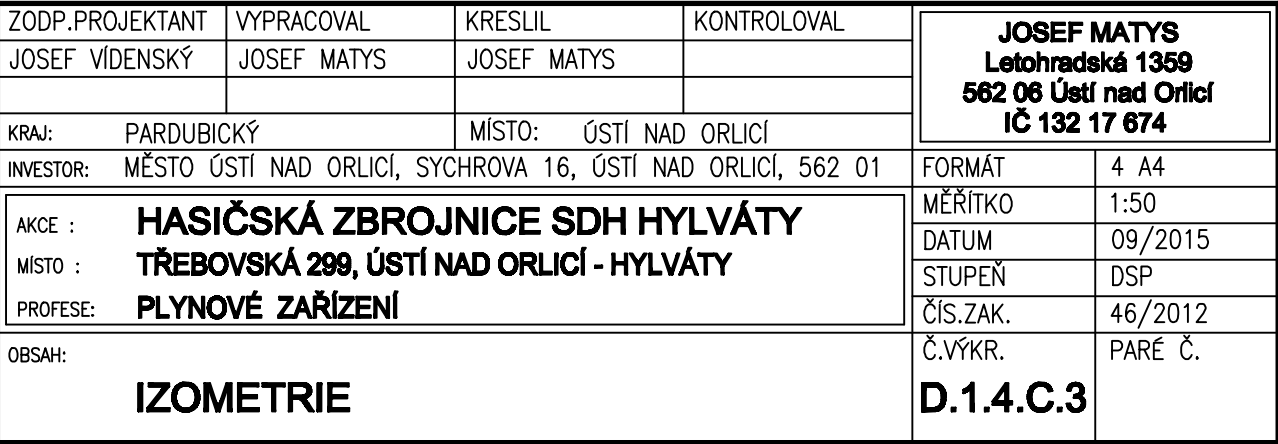 ZODP.PROJEKTANT VYPRACOVAL KRESLIL KONTROLOVAL
JOSEF VÍDENSKÝ JOSEF MATYS JOSEF MATYS
JOSEF MATYS
Letohradská 1359
562 06 Ústí nad Orlicí
IČ 132 17 674
KRAJ: PARDUBICKÝ MÍSTO: ÚSTÍ NAD ORLICÍ
INVESTOR: MĚSTO ÚSTÍ NAD ORLICÍ, SYCHROVA 16, ÚSTÍ NAD ORLICÍ, 562 01
AKCE : HASIČSKÁ ZBROJNICE SDH HYLVÁTY
MÍSTO : TŘEBOVSKÁ 299, ÚSTÍ NAD ORLICÍ - HYLVÁTY
PROFESE: PLYNOVÉ ZAŘÍZENÍ
FORMÁT 4 A4
MĚŘÍTKO 1:50
DATUM 09/2015
STUPEŇ DSP
ČÍS.ZAK. 46/2012
OBSAH:
IZOMETRIE
Č.VÝKR. PARÉ Č.
D.1.4.C.3